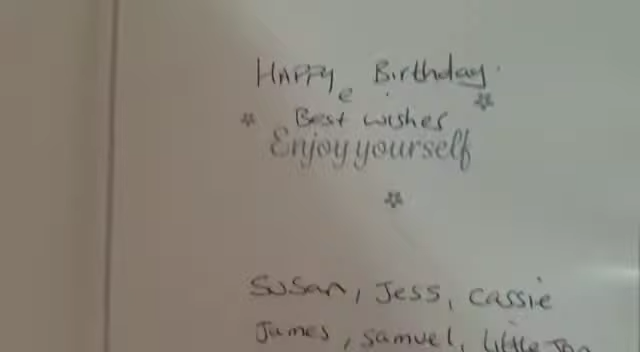 Happy Birthday.
e
Best wishes
Enjoy yourself
Susan, Jess, Cassie
James, Samuel, Little